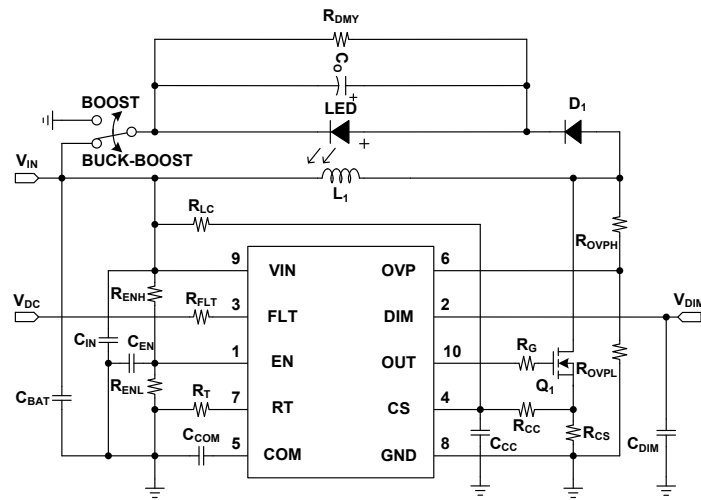 RDMY
CO
+
BOOST
LED
D1
+
BUCK-BOOST
VIN
L1
RLC
ROVPH
9 VIN OVP 6
VDC RFLT RENH VDIM
3 FLT DIM 2
CIN CEN
1 EN OUT 10 RG
RENL ROVPL
RT Q1
7 RT CS 4
CBAT RCC
CCOM RCS
5 COM GND 8 CCC CDIM